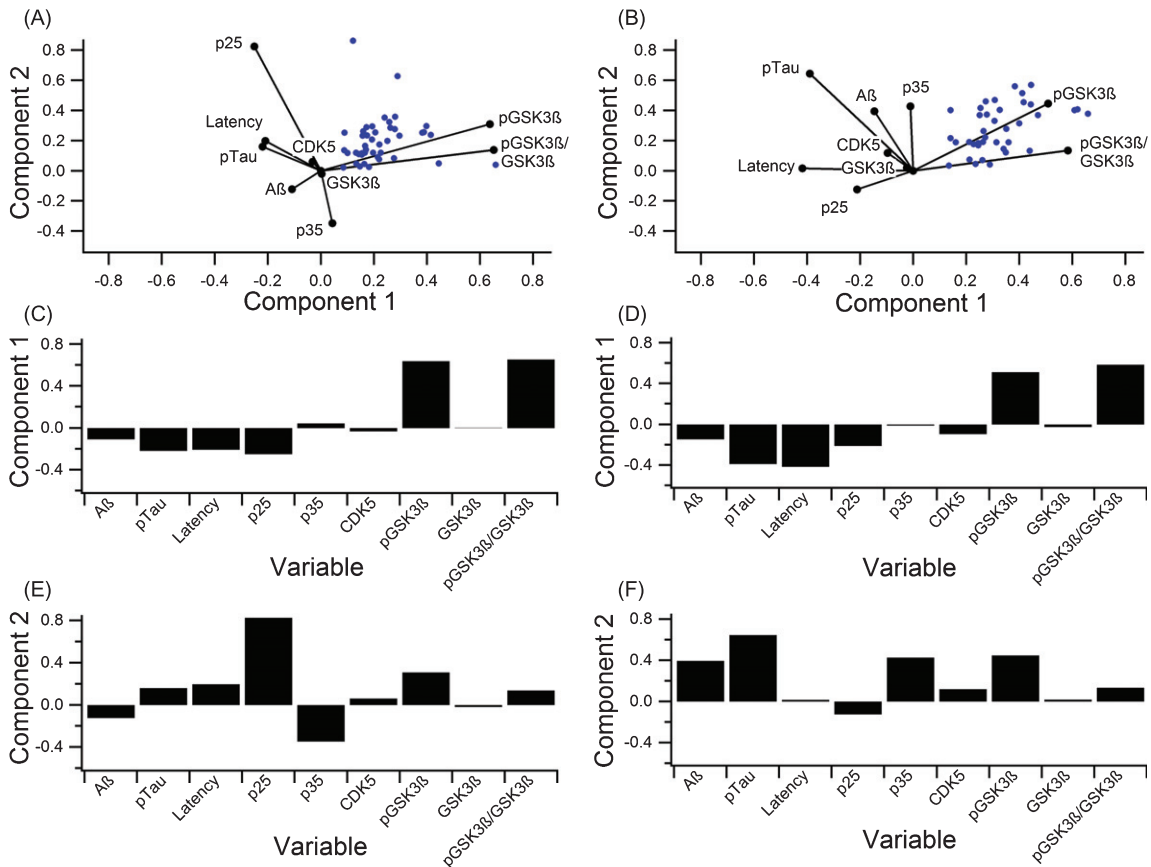 (A)
Component 2
0.8
0.6
0.4
0.2
0.0
-0.2
-0.4
p25
Latency
pTau
CDK5
Aß
GSK3ß
p35
pGSK3ß
pGSK3ß/
GSK3ß
-0.8 -0.6 -0.4 -0.2 0.0 0.2 0.4 0.6 0.8
Component 1
(B)
Component 2
0.8
0.6
0.4
0.2
0.0
-0.2
-0.4
pTau
Aß
p35
CDK5
Latency
GSK3ß
p25
pGSK3ß
pGSK3ß/
GSK3ß
-0.8 -0.6 -0.4 -0.2 0.0 0.2 0.4 0.6 0.8
Component 1
(C)
Component 1
0.8
0.4
0.0
-0.4
Aß
pTau
Latency
p25
p35
CDK5
pGSK3ß
GSK3ß
pGSK3ß/GSK3ß
Variable
(D)
Component 1
0.8
0.4
0.0
-0.4
Aß
pTau
Latency
p25
p35
CDK5
pGSK3ß
GSK3ß
pGSK3ß/GSK3ß
Variable
(E)
Component 2
0.8
0.4
0.0
-0.4
Aß
pTau
Latency
p25
p35
CDK5
pGSK3ß
GSK3ß
pGSK3ß/GSK3ß
Variable
(F)
Component 2
0.8
0.4
0.0
-0.4
Aß
pTau
Latency
p25
p35
CDK5
pGSK3ß
GSK3ß
pGSK3ß/GSK3ß
Variable